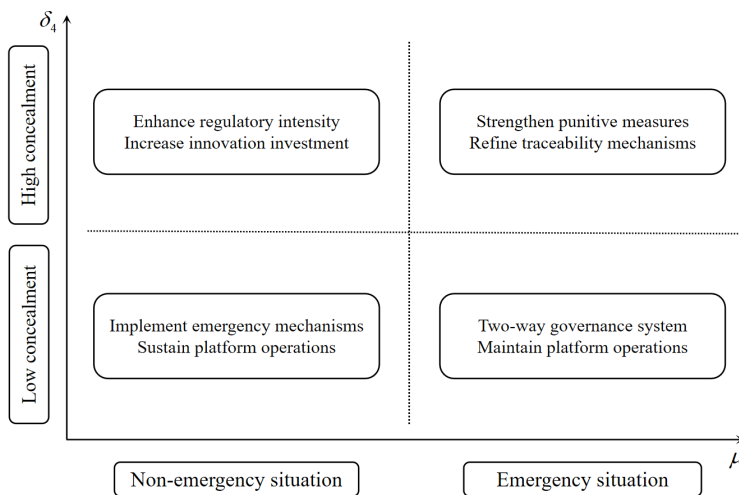 δ4
High concealment
Enhance regulatory intensity
Increase innovation investment
Strengthen punitive measures
Refine traceability mechanisms
Low concealment
Implement emergency mechanisms
Sustain platform operations
Two-way governance system
Maintain platform operations
μ
Non-emergency situation
Emergency situation